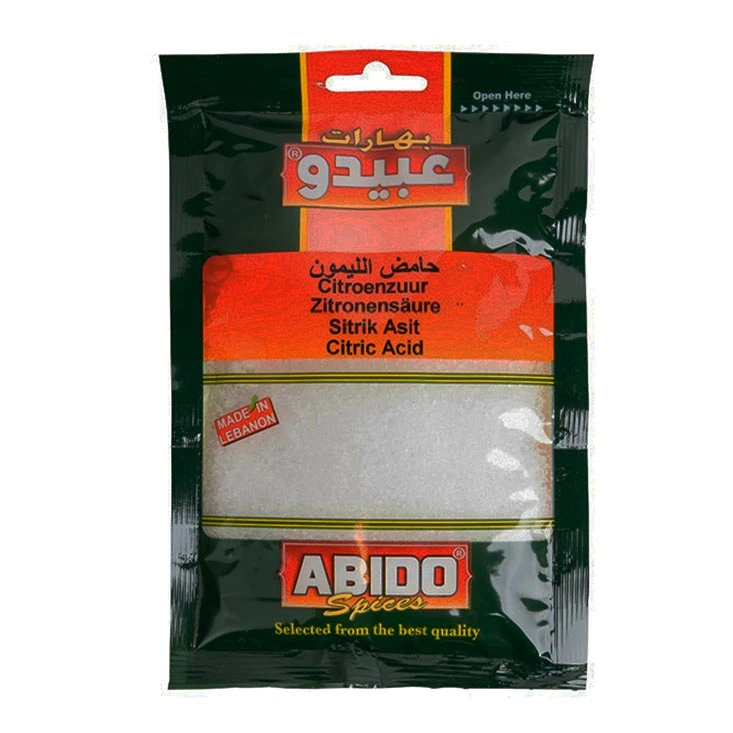 Open Here
بهارات
عبيدو®
حامض الليمون
Citroenzuur
Zitronensäure
Sitrik Asit
Citric Acid
MADE IN
LEBANON
ABIDO®
Spices
Selected from the best quality